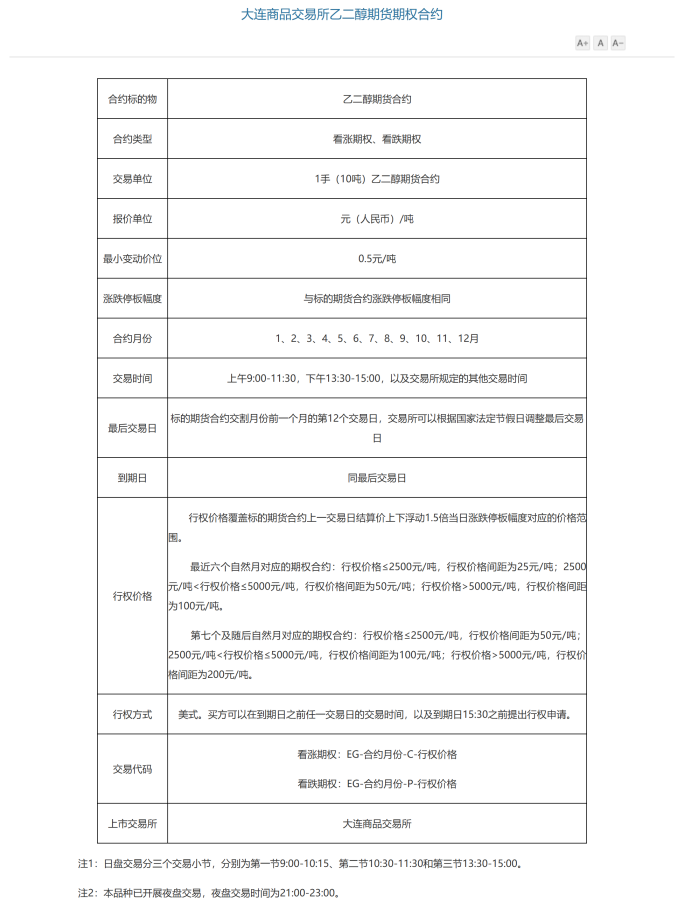 大连商品交易所乙二醇期货期权合约
A+ A A-
合约标的物 乙二醇期货合约
合约类型 看涨期权、看跌期权
交易单位 1手（10吨）乙二醇期货合约
报价单位 元（人民币）/吨
最小变动价位 0.5元/吨
涨跌停板幅度 与标的期货合约涨跌停板幅度相同
合约月份 1、2、3、4、5、6、7、8、9、10、11、12月
交易时间 上午9:00-11:30，下午13:30-15:00，以及交易所规定的其他交易时间
最后交易日 标的期货合约交割月份前一个月的第12个交易日，交易所可以根据国家法定节假日调整最后交易
日
到期日 同最后交易日
行权价格 行权价格覆盖标的期货合约上一交易日结算价上下浮动1.5倍当日涨跌停板幅度对应的价格范
围。
最近六个自然月对应的期权合约：行权价格≤2500元/吨，行权价格间距为25元/吨；2500
元/吨<行权价格≤5000元/吨，行权价格间距为50元/吨；行权价格>5000元/吨，行权价格间距
为100元/吨。
第七个及随后自然月对应的期权合约：行权价格≤2500元/吨，行权价格间距为50元/吨；
2500元/吨<行权价格≤5000元/吨，行权价格间距为100元/吨；行权价格>5000元/吨，行权价
格间距为200元/吨。
行权方式 美式。买方可以在到期日之前任一交易日的交易时间，以及到期日15:30之前提出行权申请。
交易代码 看涨期权：EG-合约月份-C-行权价格
看跌期权：EG-合约月份-P-行权价格
上市交易所 大连商品交易所
注1：日盘交易分三个交易小节，分别为第一节9:00-10:15、第二节10:30-11:30和第三节13:30-15:00。
注2：本品种已开展夜盘交易，夜盘交易时间为21:00-23:00。